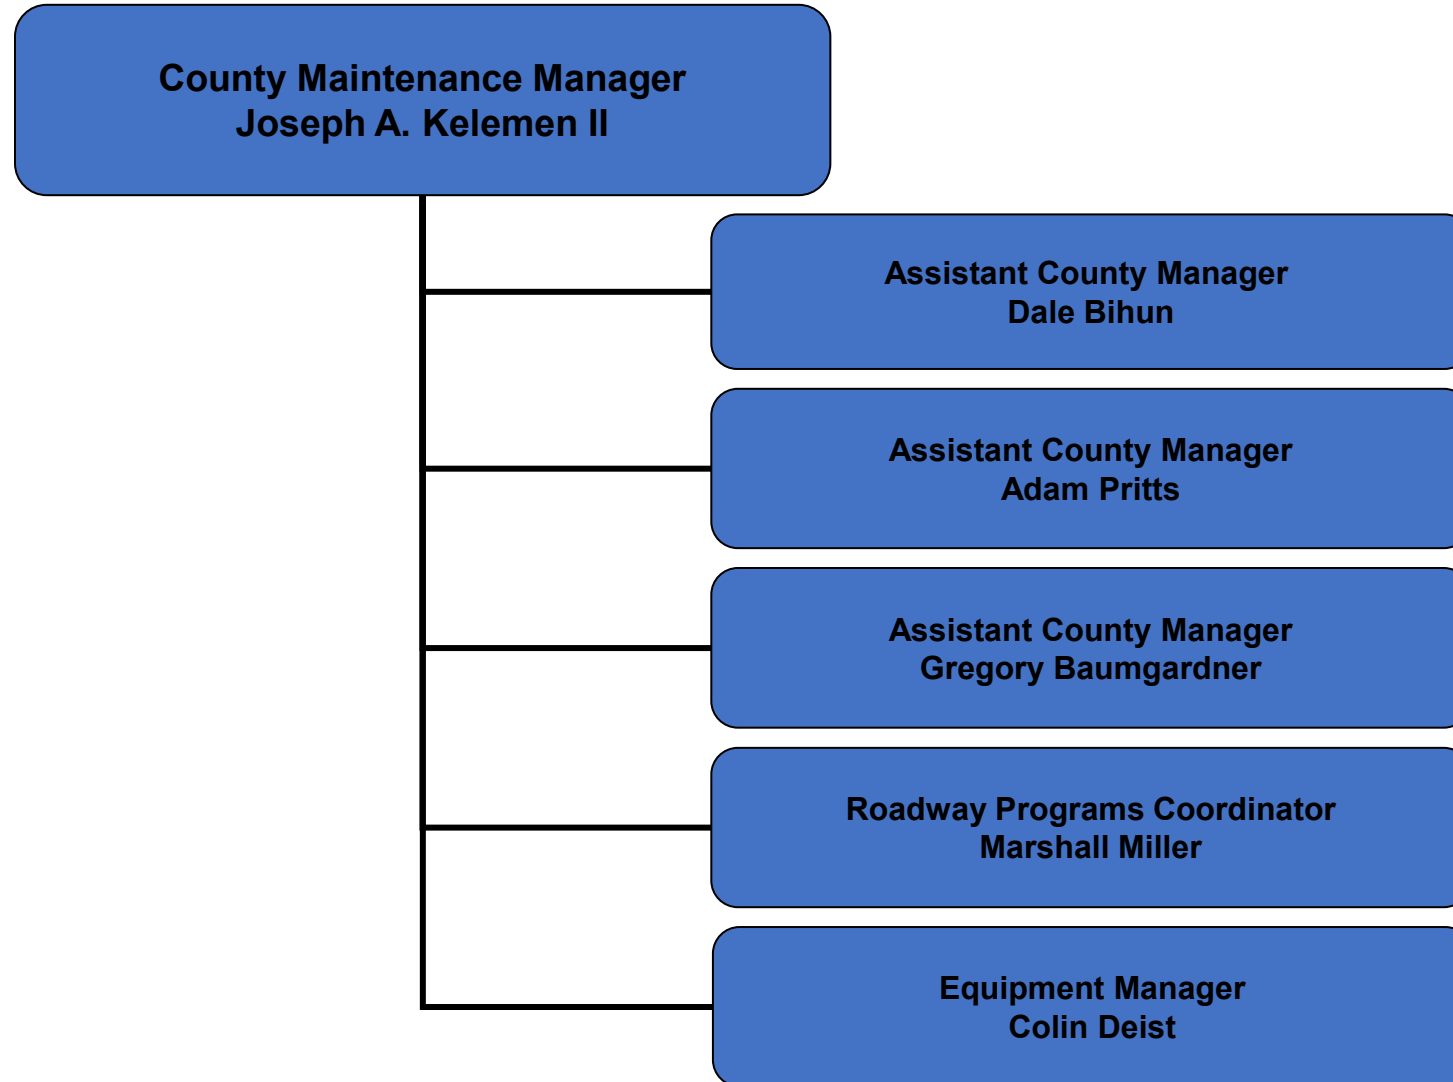 County Maintenance Manager
Joseph A. Kelemen II
Assistant County Manager
Dale Bihun
Assistant County Manager
Adam Pritts
Assistant County Manager
Gregory Baumgardner
Roadway Programs Coordinator
Marshall Miller
Equipment Manager
Colin Deist